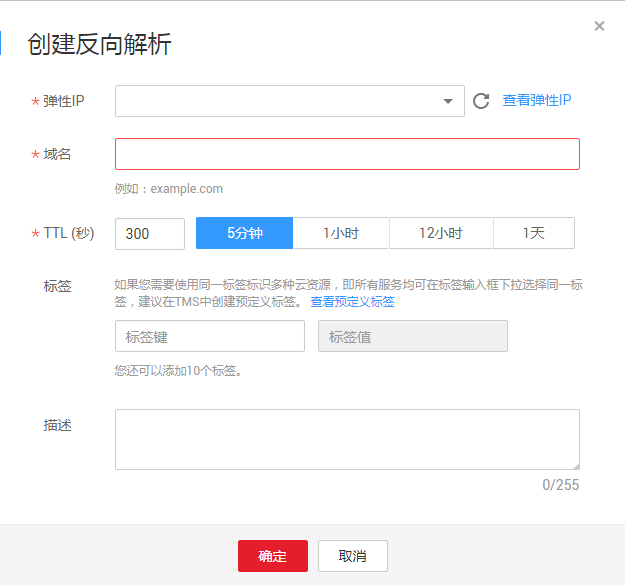 创建反向解析
* 弹性IP
查看弹性IP
* 域名
例如：example.com
* TTL (秒)
300
5分钟
1小时
12小时
1天
标签
如果您需要使用同一标签标识多种云资源，即所有服务均可在标签输入框下拉选择同一标
签，建议在TMS中创建预定义标签。 查看预定义标签
标签键
标签值
您还可以添加10个标签。
描述
0/255
确定
取消